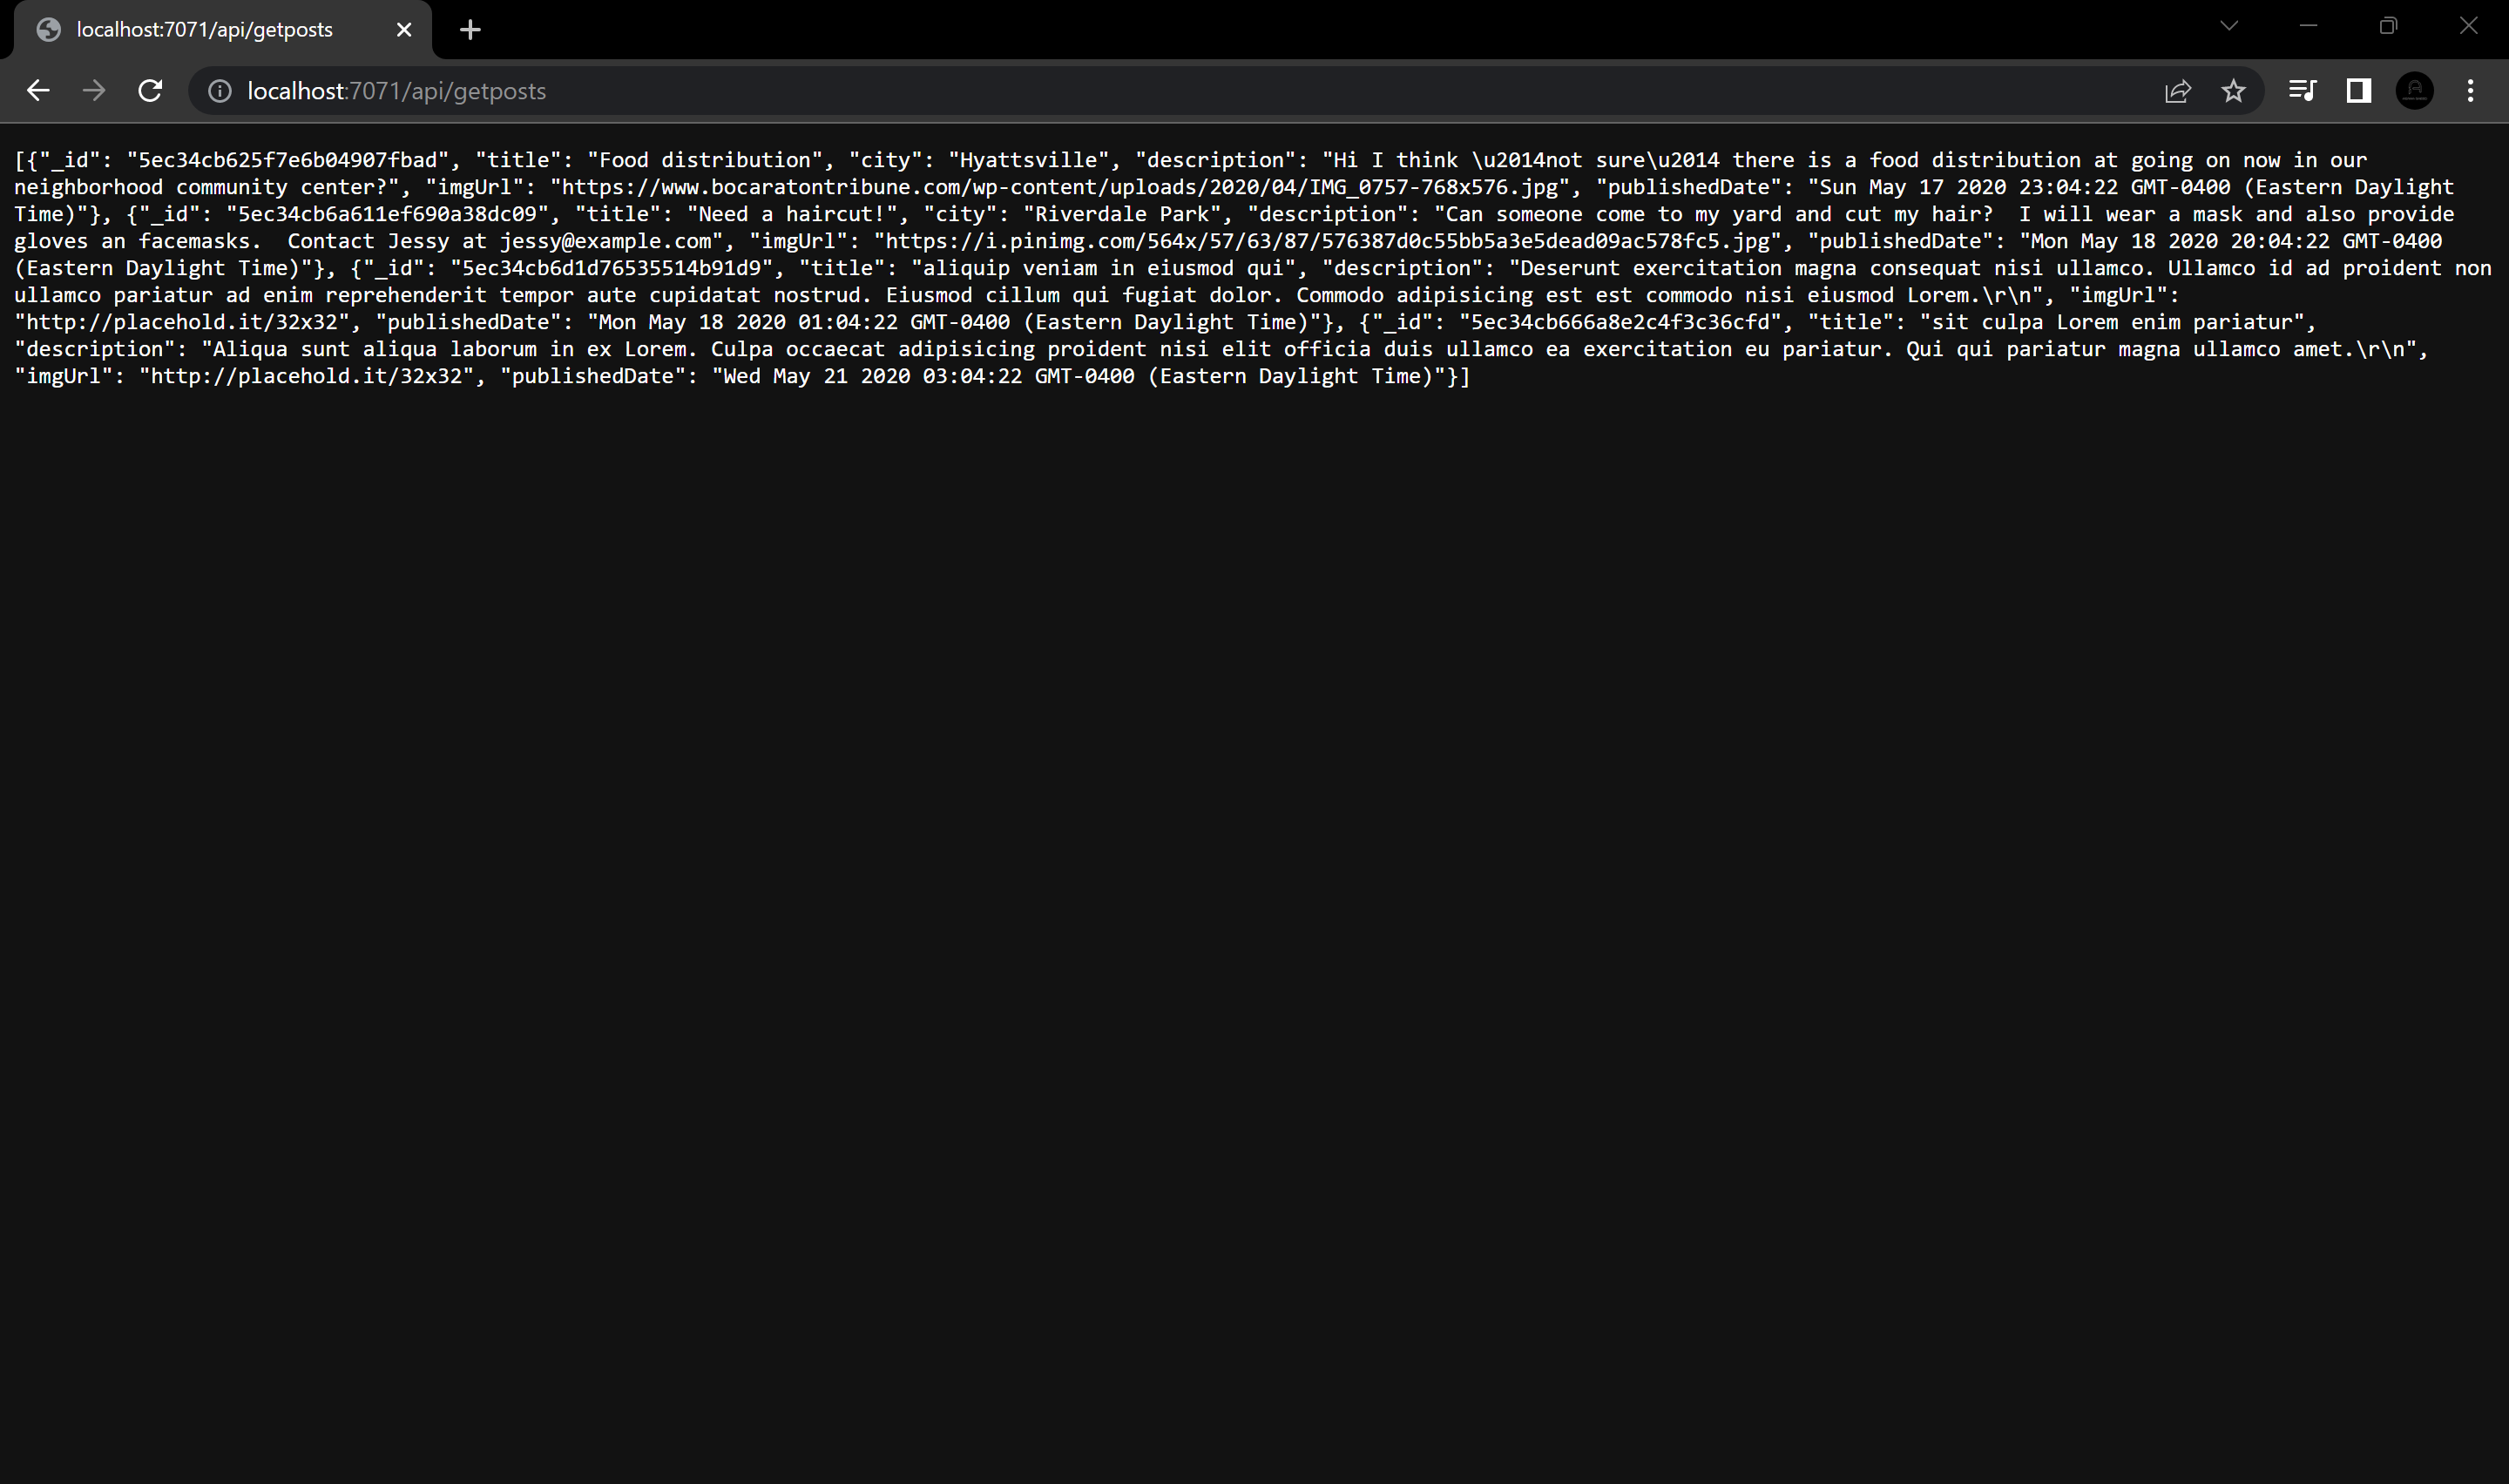 localhost:7071/api/getposts
localhost:7071/api/getposts
[{"_id": "5ec34cb625f7e6b04907fbad", "title": "Food distribution", "city": "Hyattsville", "description": "Hi I think \u2014not sure\u2014 there is a food distribution at going on now in our
neighborhood community center?", "imgUrl": "https://www.bocaratontribune.com/wp-content/uploads/2020/04/IMG_0757-768x576.jpg", "publishedDate": "Sun May 17 2020 23:04:22 GMT-0400 (Eastern Daylight
Time)"}, {"_id": "5ec34cb6a611ef690a38dc09", "title": "Need a haircut!", "city": "Riverdale Park", "description": "Can someone come to my yard and cut my hair?  I will wear a mask and also provide
gloves an facemasks.  Contact Jessy at jessy@example.com", "imgUrl": "https://i.pinimg.com/564x/57/63/87/576387d0c55bb5a3e5dead09ac578fc5.jpg", "publishedDate": "Mon May 18 2020 20:04:22 GMT-0400
(Eastern Daylight Time)"}, {"_id": "5ec34cb6d1d76535514b91d9", "title": "aliquip veniam in eiusmod qui", "description": "Deserunt exercitation magna consequat nisi ullamco. Ullamco id ad proident non
ullamco pariatur ad enim reprehenderit tempor aute cupidatat nostrud. Eiusmod cillum qui fugiat dolor. Commodo adipisicing est est commodo nisi eiusmod Lorem.\r\n", "imgUrl":
"http://placehold.it/32x32", "publishedDate": "Mon May 18 2020 01:04:22 GMT-0400 (Eastern Daylight Time)"}, {"_id": "5ec34cb666a8e2c4f3c36cfd", "title": "sit culpa Lorem enim pariatur",
"description": "Aliqua sunt aliqua laborum in ex Lorem. Culpa occaecat adipisicing proident nisi elit officia duis ullamco ea exercitation eu pariatur. Qui qui pariatur magna ullamco amet.\r\n",
"imgUrl": "http://placehold.it/32x32", "publishedDate": "Wed May 21 2020 03:04:22 GMT-0400 (Eastern Daylight Time)"}]